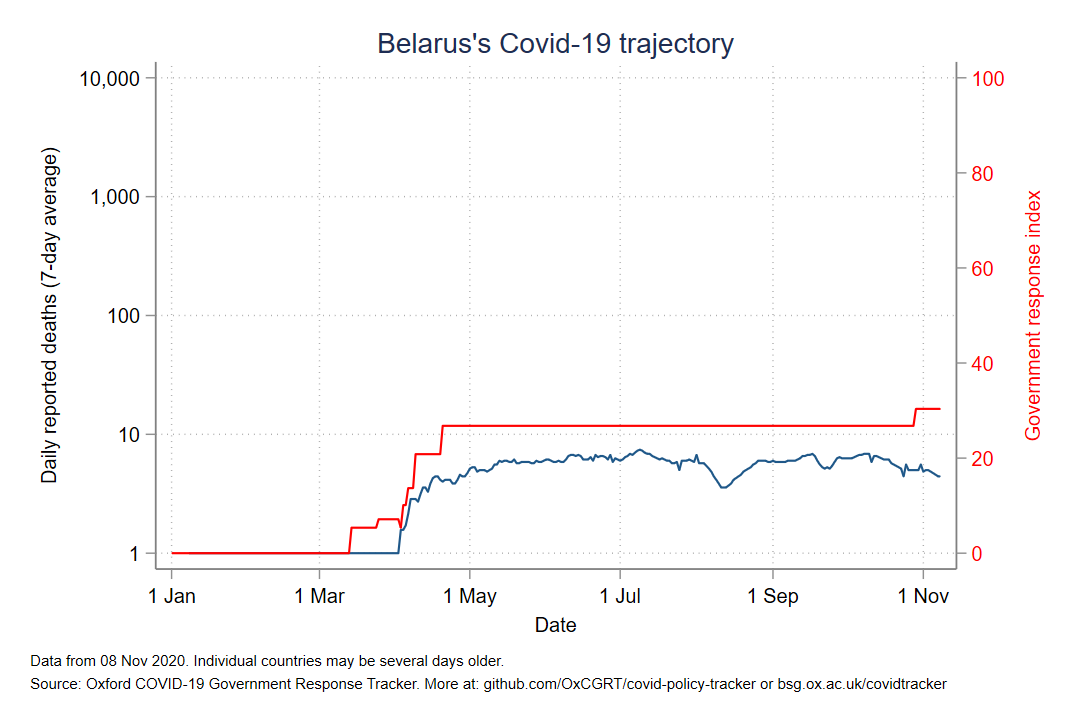 Belarus's Covid-19 trajectory
10,000
1,000
100
10
1
Daily reported deaths (7-day average)
100
80
60
40
20
0
Government response index
1 Jan
1 Mar
1 May
1 Jul
1 Sep
1 Nov
Date
Data from 08 Nov 2020. Individual countries may be several days older.
Source: Oxford COVID-19 Government Response Tracker. More at: github.com/OxCGRT/covid-policy-tracker or bsg.ox.ac.uk/covidtracker